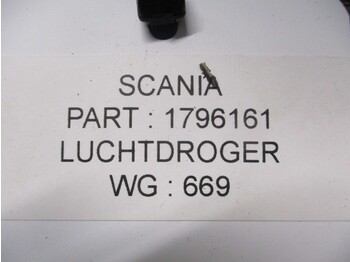 SCANIA
PART : 1796161
LUCHTDROGER
WG : 669